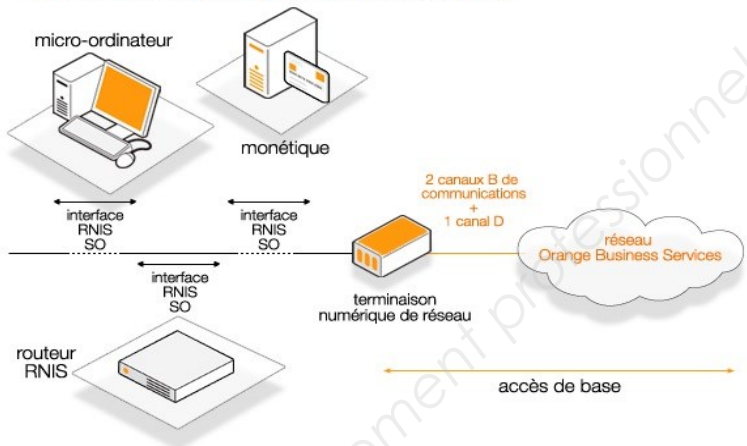 micro-ordinateur
monétique
interface
RNIS
SO
interface
RNIS
SO
interface
RNIS
SO
2 canaux B de
communications
+
1 canal D
réseau
Orange Business Services
terminaison
numérique de réseau
routeur
RNIS
accès de base